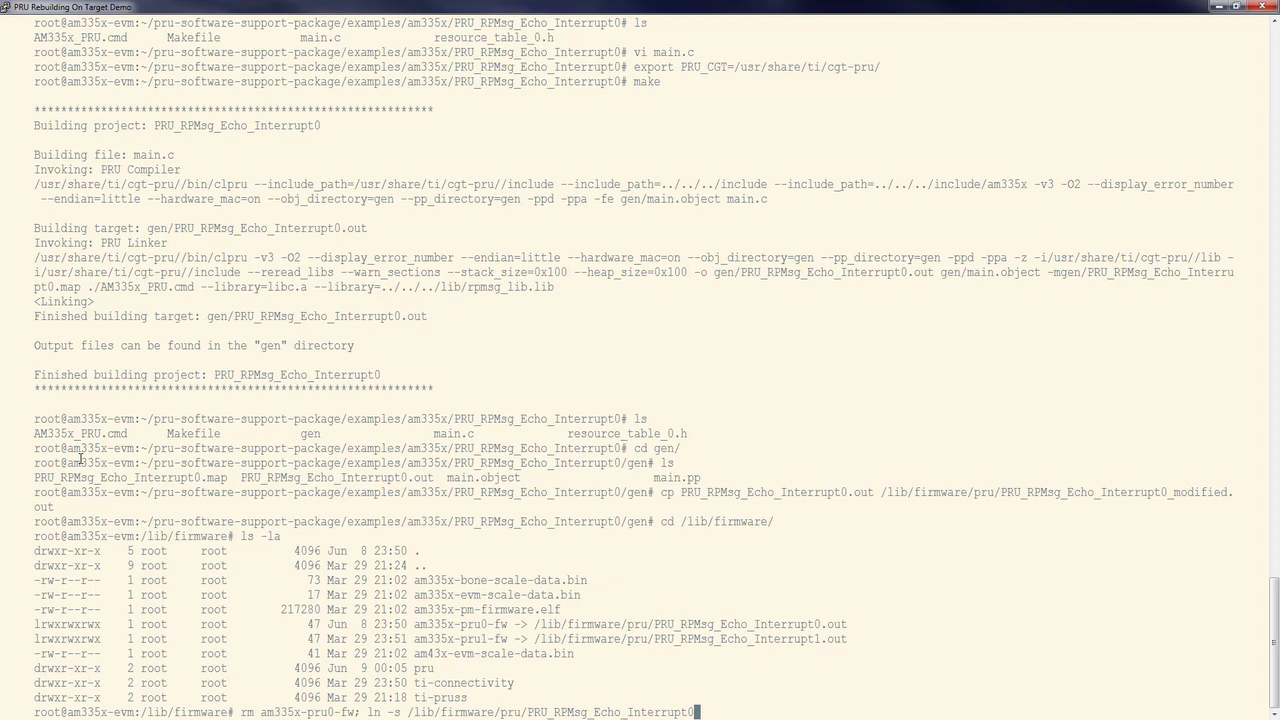 PRU Rebuilding On Target Demo
root@am335x-evm:~/pru-software-support-package/examples/am335x/PRU_RPMsg_Echo_Interrupt0# ls
AM335x_PRU.cmd      Makefile            main.c              resource_table_0.h
root@am335x-evm:~/pru-software-support-package/examples/am335x/PRU_RPMsg_Echo_Interrupt0# vi main.c
root@am335x-evm:~/pru-software-support-package/examples/am335x/PRU_RPMsg_Echo_Interrupt0# export PRU_CGT=/usr/share/ti/cgt-pru/
root@am335x-evm:~/pru-software-support-package/examples/am335x/PRU_RPMsg_Echo_Interrupt0# make
************************************************************
Building project: PRU_RPMsg_Echo_Interrupt0
Building file: main.c
Invoking: PRU Compiler
/usr/share/ti/cgt-pru//bin/clpru --include_path=/usr/share/ti/cgt-pru//include --include_path=../../../include --include_path=../../../include/am335x -v3 -O2 --display_error_number
--endian=little --hardware_mac=on --obj_directory=gen --pp_directory=gen -ppd -ppa -fe gen/main.object main.c
Building target: gen/PRU_RPMsg_Echo_Interrupt0.out
Invoking: PRU Linker
/usr/share/ti/cgt-pru//bin/clpru -v3 -O2 --display_error_number --endian=little --hardware_mac=on --obj_directory=gen --pp_directory=gen -ppd -ppa -z -i/usr/share/ti/cgt-pru//lib -
i/usr/share/ti/cgt-pru//include --reread_libs --warn_sections --stack_size=0x100 --heap_size=0x100 -o gen/PRU_RPMsg_Echo_Interrupt0.out gen/main.object -mgen/PRU_RPMsg_Echo_Interru
pt0.map ./AM335x_PRU.cmd --library=libc.a --library=../../../lib/rpmsg_lib.lib
<Linking>
Finished building target: gen/PRU_RPMsg_Echo_Interrupt0.out
Output files can be found in the "gen" directory
Finished building project: PRU_RPMsg_Echo_Interrupt0
************************************************************
root@am335x-evm:~/pru-software-support-package/examples/am335x/PRU_RPMsg_Echo_Interrupt0# ls
AM335x_PRU.cmd      Makefile            gen                 main.c              resource_table_0.h
root@am335x-evm:~/pru-software-support-package/examples/am335x/PRU_RPMsg_Echo_Interrupt0# cd gen/
root@am335x-evm:~/pru-software-support-package/examples/am335x/PRU_RPMsg_Echo_Interrupt0/gen# ls
PRU_RPMsg_Echo_Interrupt0.map  PRU_RPMsg_Echo_Interrupt0.out  main.object                    main.pp
root@am335x-evm:~/pru-software-support-package/examples/am335x/PRU_RPMsg_Echo_Interrupt0/gen# cp PRU_RPMsg_Echo_Interrupt0.out /lib/firmware/pru/PRU_RPMsg_Echo_Interrupt0_modified.
out
root@am335x-evm:~/pru-software-support-package/examples/am335x/PRU_RPMsg_Echo_Interrupt0/gen# cd /lib/firmware/
root@am335x-evm:/lib/firmware# ls -la
drwxr-xr-x    5 root     root          4096 Jun  8 23:50 .
drwxr-xr-x    9 root     root          4096 Mar 29 21:24 ..
-rw-r--r--    1 root     root            73 Mar 29 21:02 am335x-bone-scale-data.bin
-rw-r--r--    1 root     root            17 Mar 29 21:02 am335x-evm-scale-data.bin
-rw-r--r--    1 root     root        217280 Mar 29 21:02 am335x-pm-firmware.elf
lrwxrwxrwx    1 root     root            47 Jun  8 23:50 am335x-pru0-fw -> /lib/firmware/pru/PRU_RPMsg_Echo_Interrupt0.out
lrwxrwxrwx    1 root     root            47 Mar 29 23:51 am335x-pru1-fw -> /lib/firmware/pru/PRU_RPMsg_Echo_Interrupt1.out
-rw-r--r--    1 root     root            41 Mar 29 21:02 am43x-evm-scale-data.bin
drwxr-xr-x    2 root     root          4096 Jun  9 00:05 pru
drwxr-xr-x    2 root     root          4096 Mar 29 23:50 ti-connectivity
drwxr-xr-x    2 root     root          4096 Mar 29 21:18 ti-pruss
root@am335x-evm:/lib/firmware# rm am335x-pru0-fw; ln -s /lib/firmware/pru/PRU_RPMsg_Echo_Interrupt0